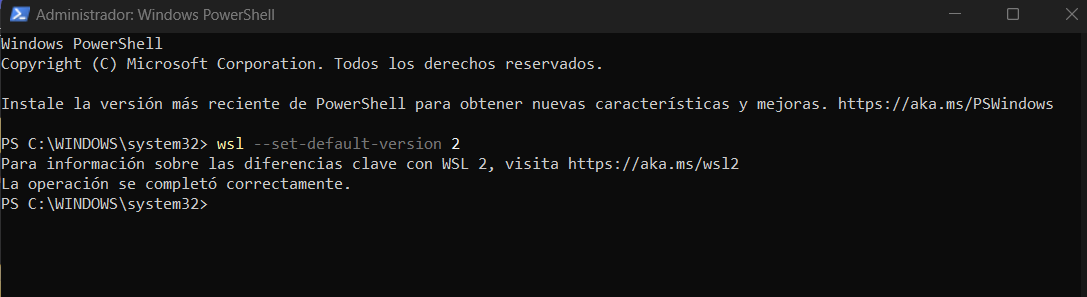 Administrador: Windows PowerShell
Windows PowerShell
Copyright (C) Microsoft Corporation. Todos los derechos reservados.
Instale la versión más reciente de PowerShell para obtener nuevas características y mejoras. https://aka.ms/PSWindows
PS C:\WINDOWS\system32> wsl --set-default-version 2
Para información sobre las diferencias clave con WSL 2, visita https://aka.ms/wsl2
La operación se completó correctamente.
PS C:\WINDOWS\system32>